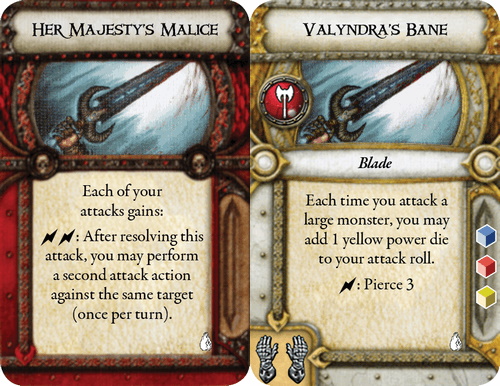 Her Majesty's Malice
Each of your
attacks gains:
: After resolving this
attack, you may perform
a second attack action
against the same target
(once per turn).
Valyndra's Bane
Blade
Each time you attack a
large monster, you may
add 1 yellow power die
to your attack roll.
: Pierce 3